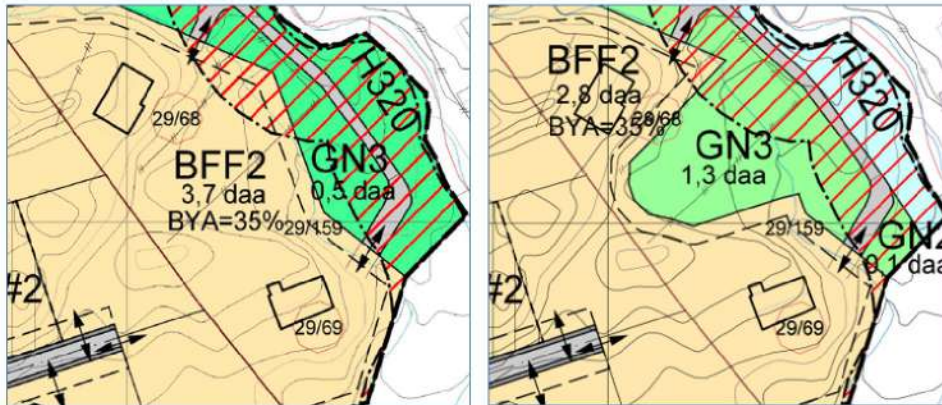 H320
29/68
BFF2
3,7 daa
BYA=35%
GN3
0,5 daa
29/159
#2
29/69
BFF2
2,8 daa
29/68
BYA=35%
H320
GN3
1,3 daa
29/159
GN2
0,1 daa
#2
29/69